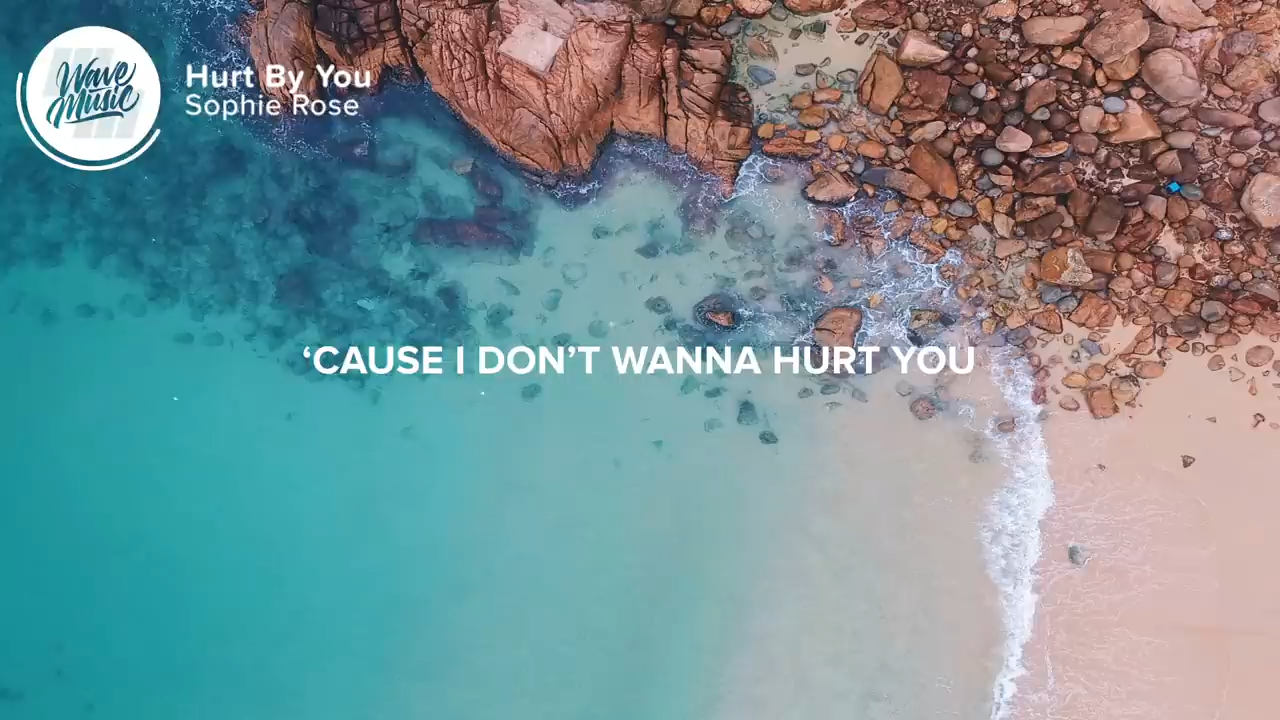 Wave
Music
Hurt By You
Sophie Rose
‘CAUSE I DON’T WANNA HURT YOU